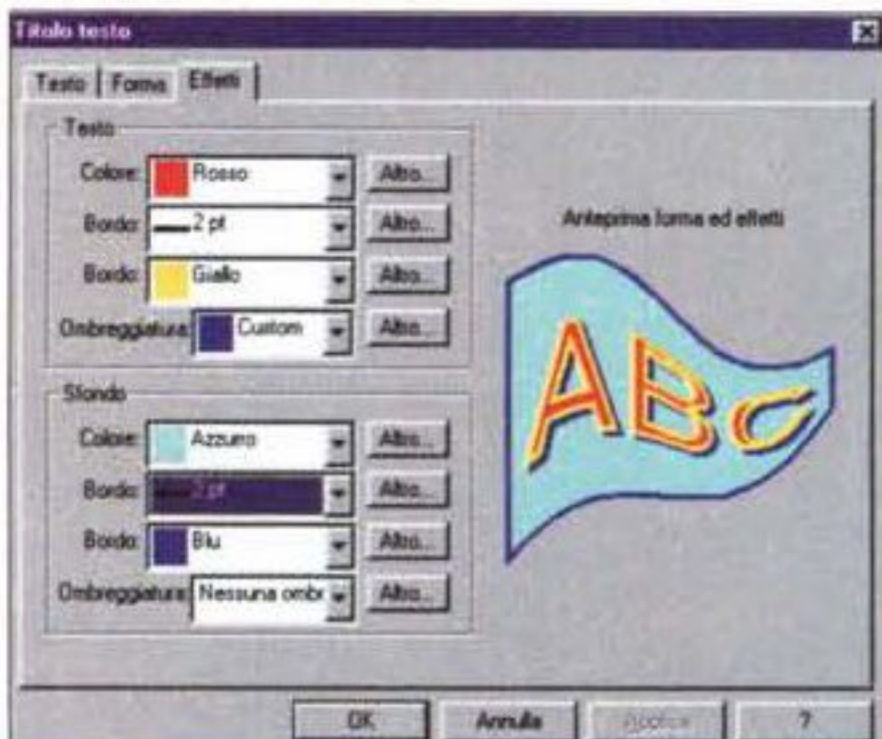 Titolo testo
Testo Forma Effetti
Testo
Colore: Rosso Altro...
Bordo: 2 pt Altro...
Bordo: Giallo Altro...
Ombreggiatura: Custom Altro...
Sfondo
Colore: Azzurro Altro...
Bordo: 2 pt Altro...
Bordo: Blu Altro...
Ombreggiatura: Nessuna ombr Altro...
Anteprima forma ed effetti
ABC
OK Annulla Applica ?